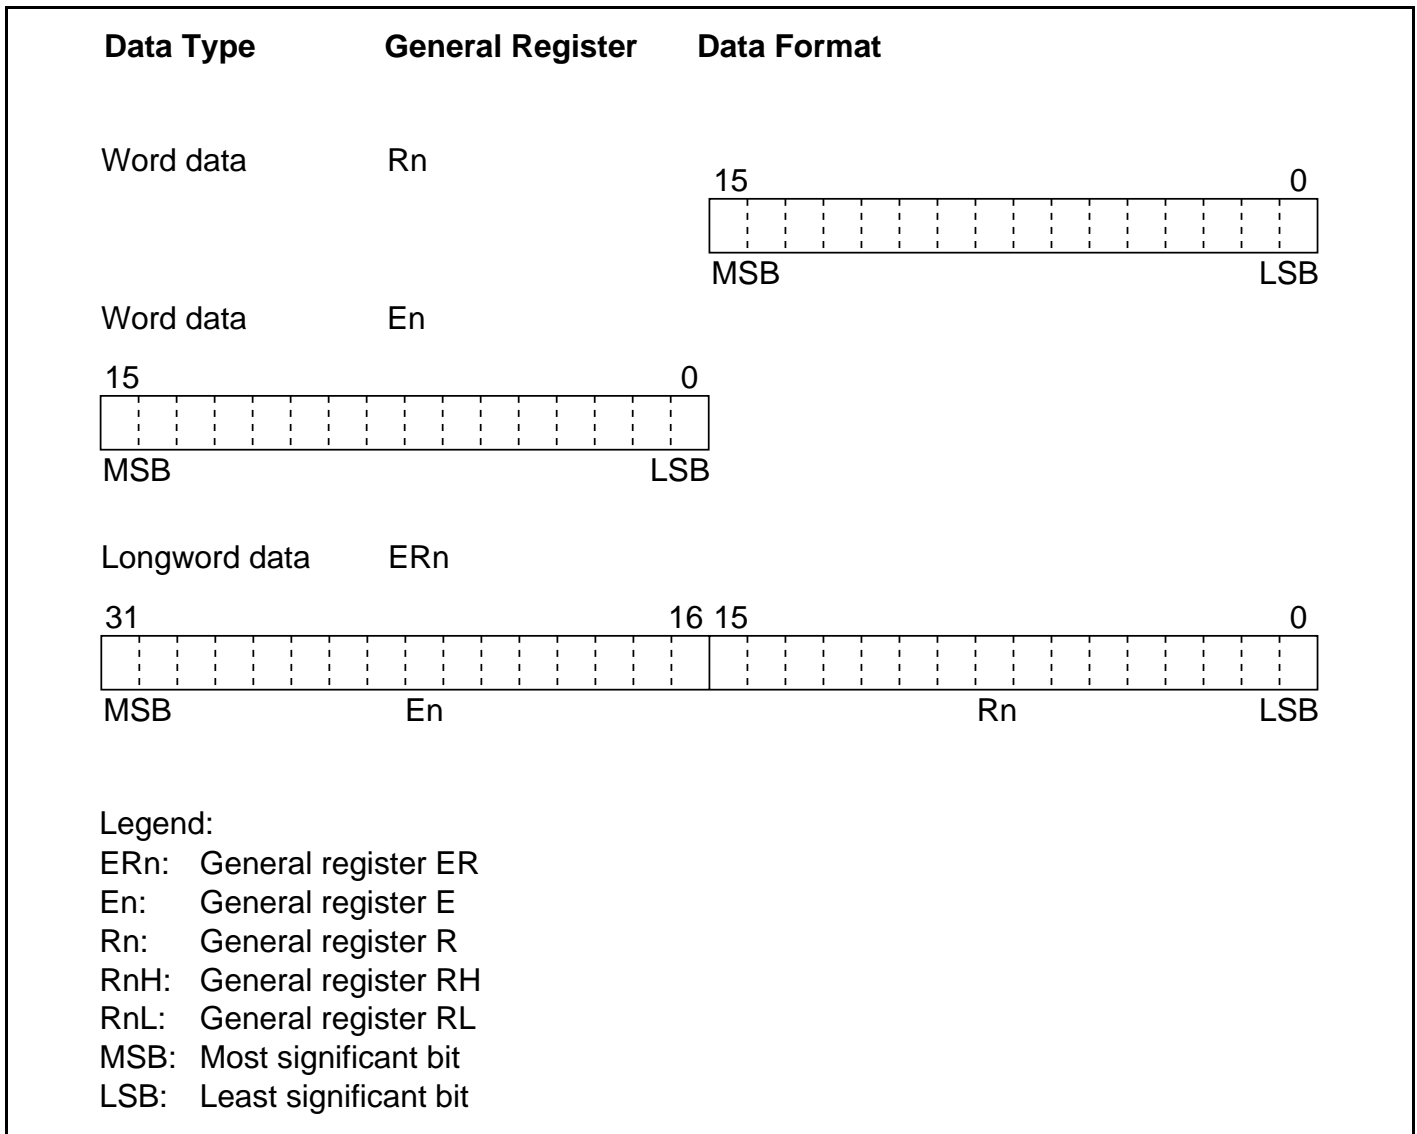 Data Type General Register Data Format
Word data Rn
15 0
MSB LSB
Word data En
15 0
MSB LSB
Longword data ERn
31 16 15 0
MSB En Rn LSB
Legend:
ERn: General register ER
En: General register E
Rn: General register R
RnH: General register RH
RnL: General register RL
MSB: Most significant bit
LSB: Least significant bit